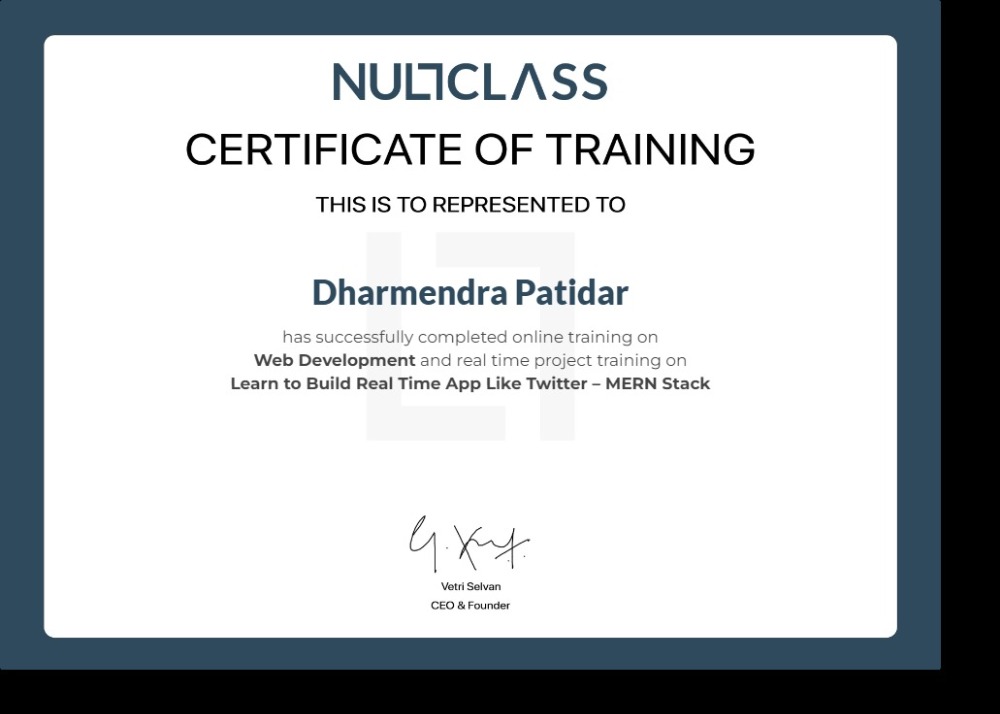 NULLCLASS
CERTIFICATE OF TRAINING
THIS IS TO REPRESENTED TO
Dharmendra Patidar
has successfully completed online training on
Web Development and real time project training on
Learn to Build Real Time App Like Twitter – MERN Stack
Vetri Selvan
CEO & Founder